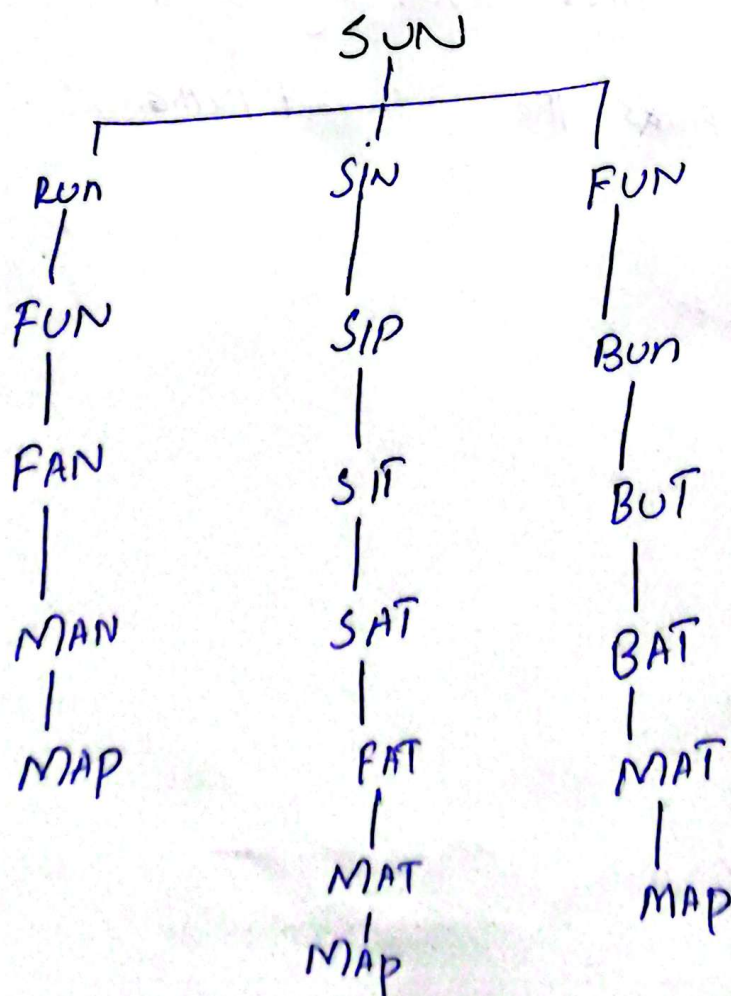 SUN
RUn SIN FUN
FUN SIP BUn
FAN SIT BUT
MAN SAT BAT
MAP FAT MAT
MAT MAP
MAP